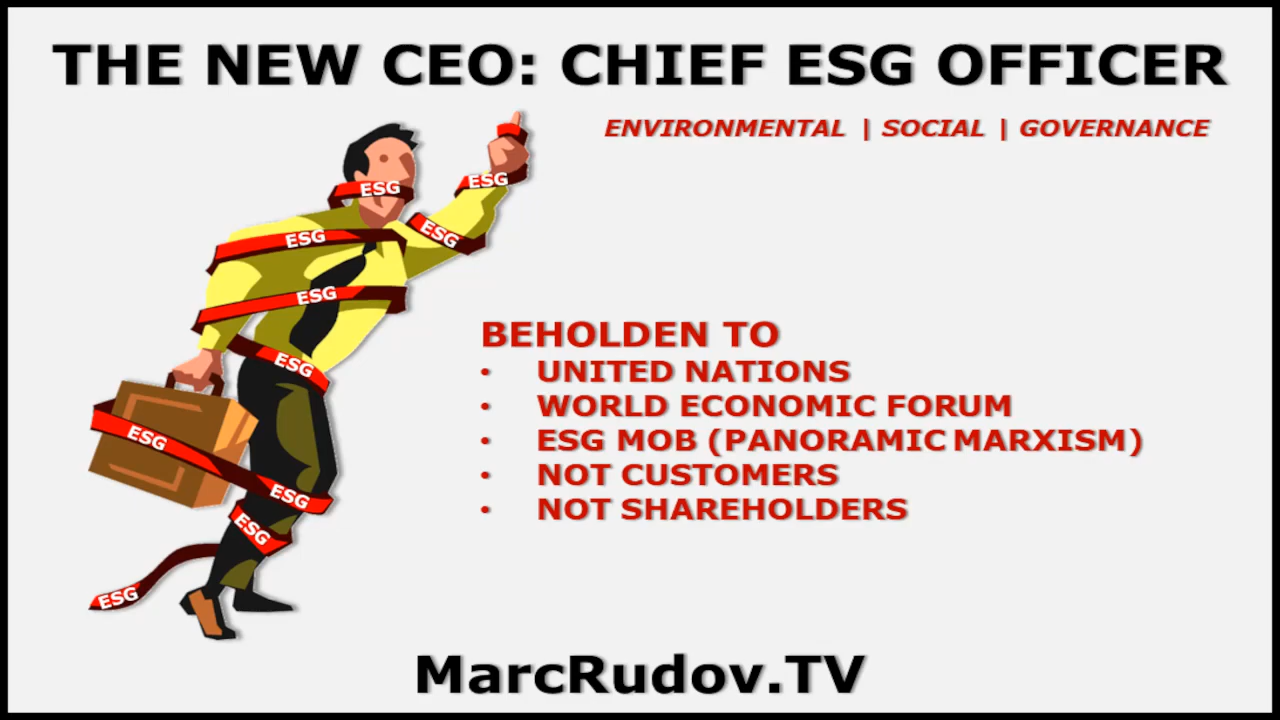 THE NEW CEO: CHIEF ESG OFFICER
ENVIRONMENTAL | SOCIAL | GOVERNANCE
ESG
ESG
ESG
ESG
ESG
ESG
ESG
ESG
ESG
ESG
BEHOLDEN TO
• UNITED NATIONS
• WORLD ECONOMIC FORUM
• ESG MOB (PANORAMIC MARXISM)
• NOT CUSTOMERS
• NOT SHAREHOLDERS
MarcRudov.TV